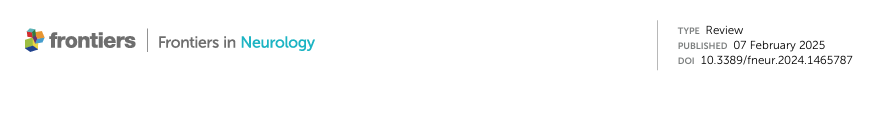 frontiers Frontiers in Neurology
TYPE Review
PUBLISHED 07 February 2025
DOI 10.3389/fneur.2024.1465787